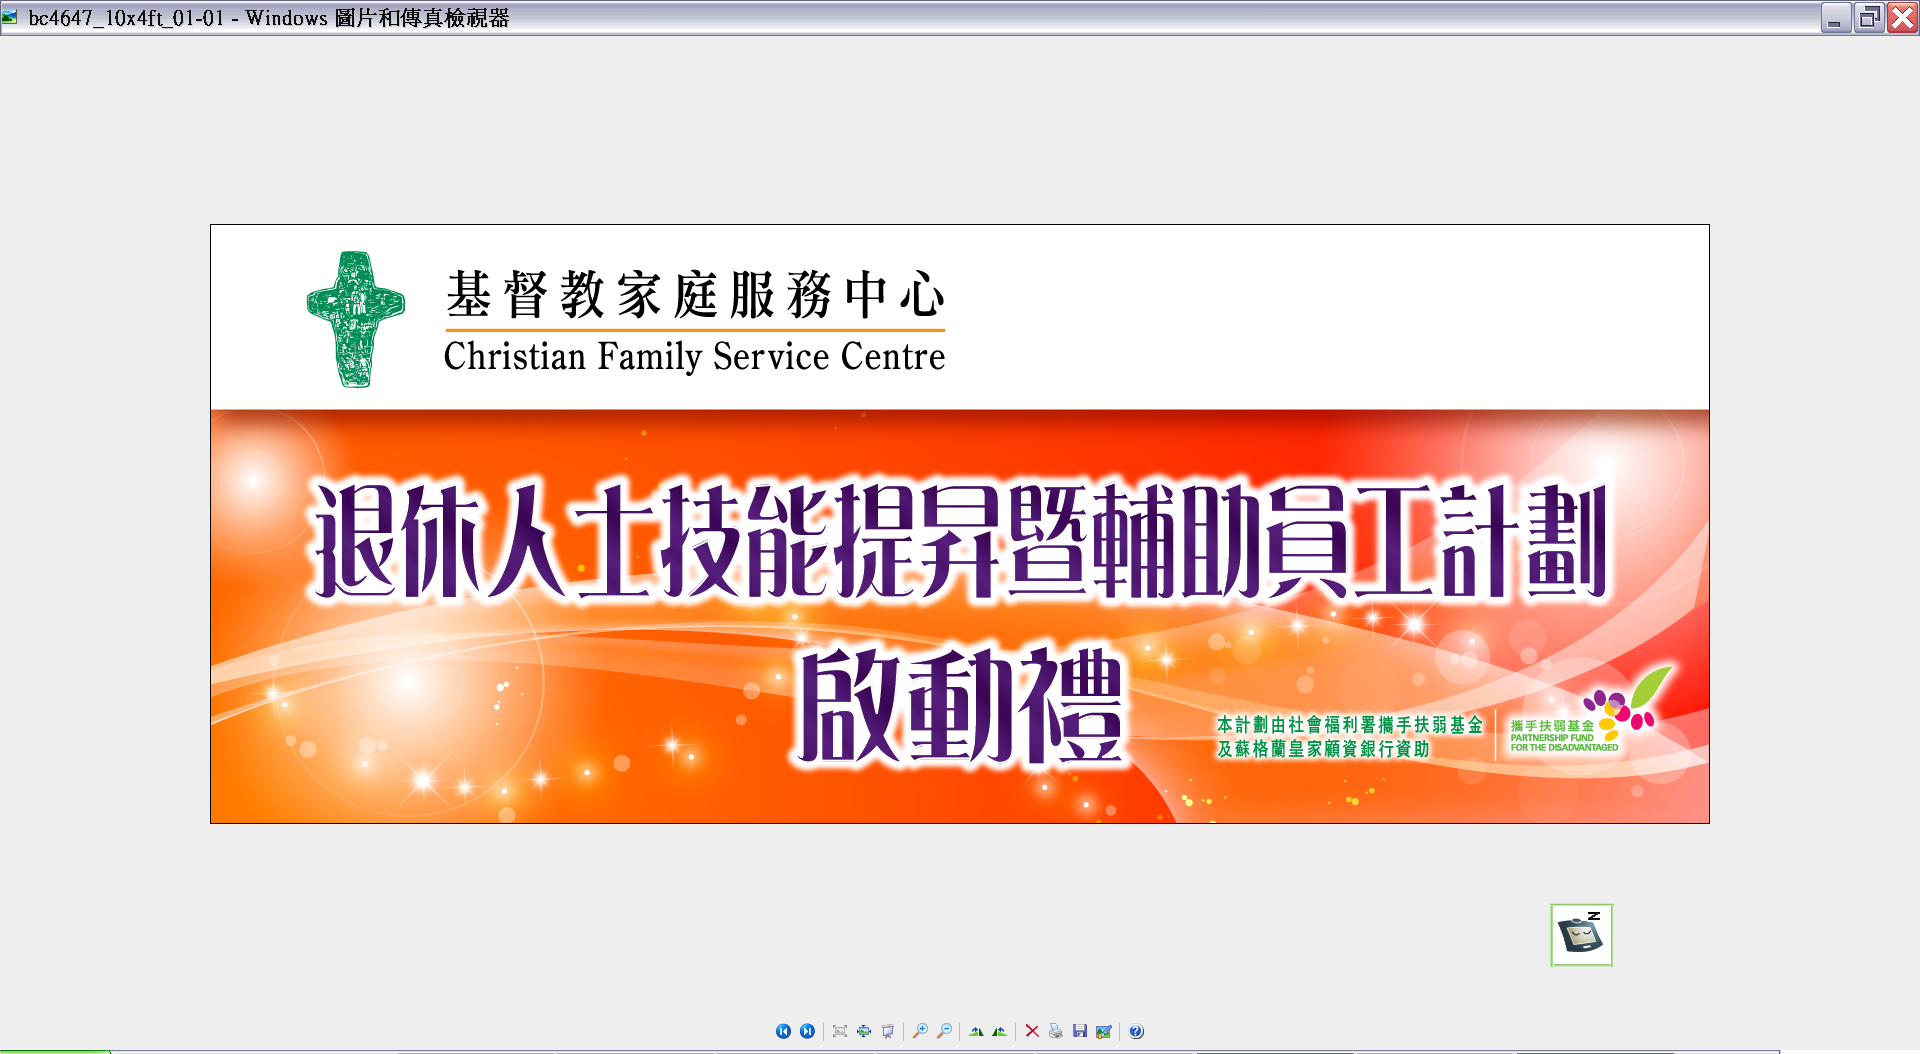 bc4647_10x4ft_01-01 - Windows 圖片和傳真檢視器
基督教家庭服務中心
Christian Family Service Centre
退休人士技能提昇暨輔助員工計劃
啟動禮
本計劃由社會福利署攜手扶弱基金
及蘇格蘭皇家顧資銀行資助
攜手扶弱基金
PARTNERSHIP FUND
FOR THE DISADVANTAGED
N